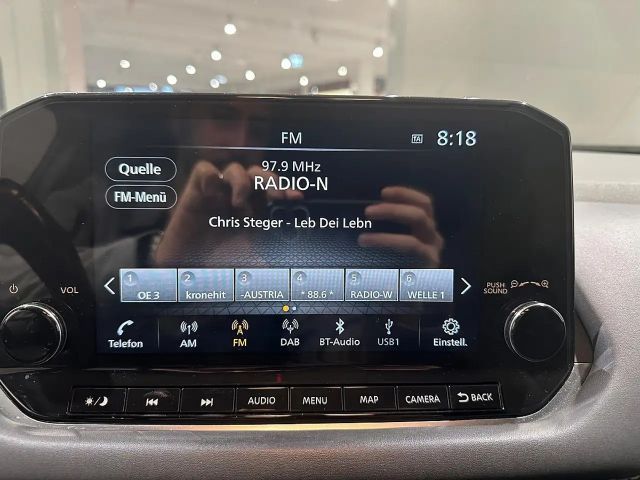 FM
8:18
Quelle
97.9 MHz
FM-Menü
RADIO-N
Chris Steger - Leb Dei Lebn
1 2 3 4 5 6
OE 3 kronehit -AUSTRIA * 88.6 * RADIO-W WELLE 1
VOL
PUSH SOUND
Telefon AM FM DAB BT-Audio USB1 Einstell.
AUDIO MENU MAP CAMERA BACK